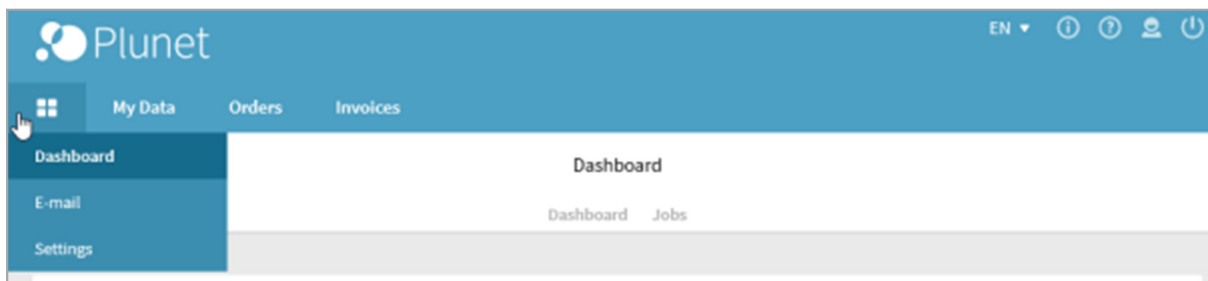 Plunet
EN
My Data Orders Invoices
Dashboard
Dashboard
E-mail
Dashboard Jobs
Settings